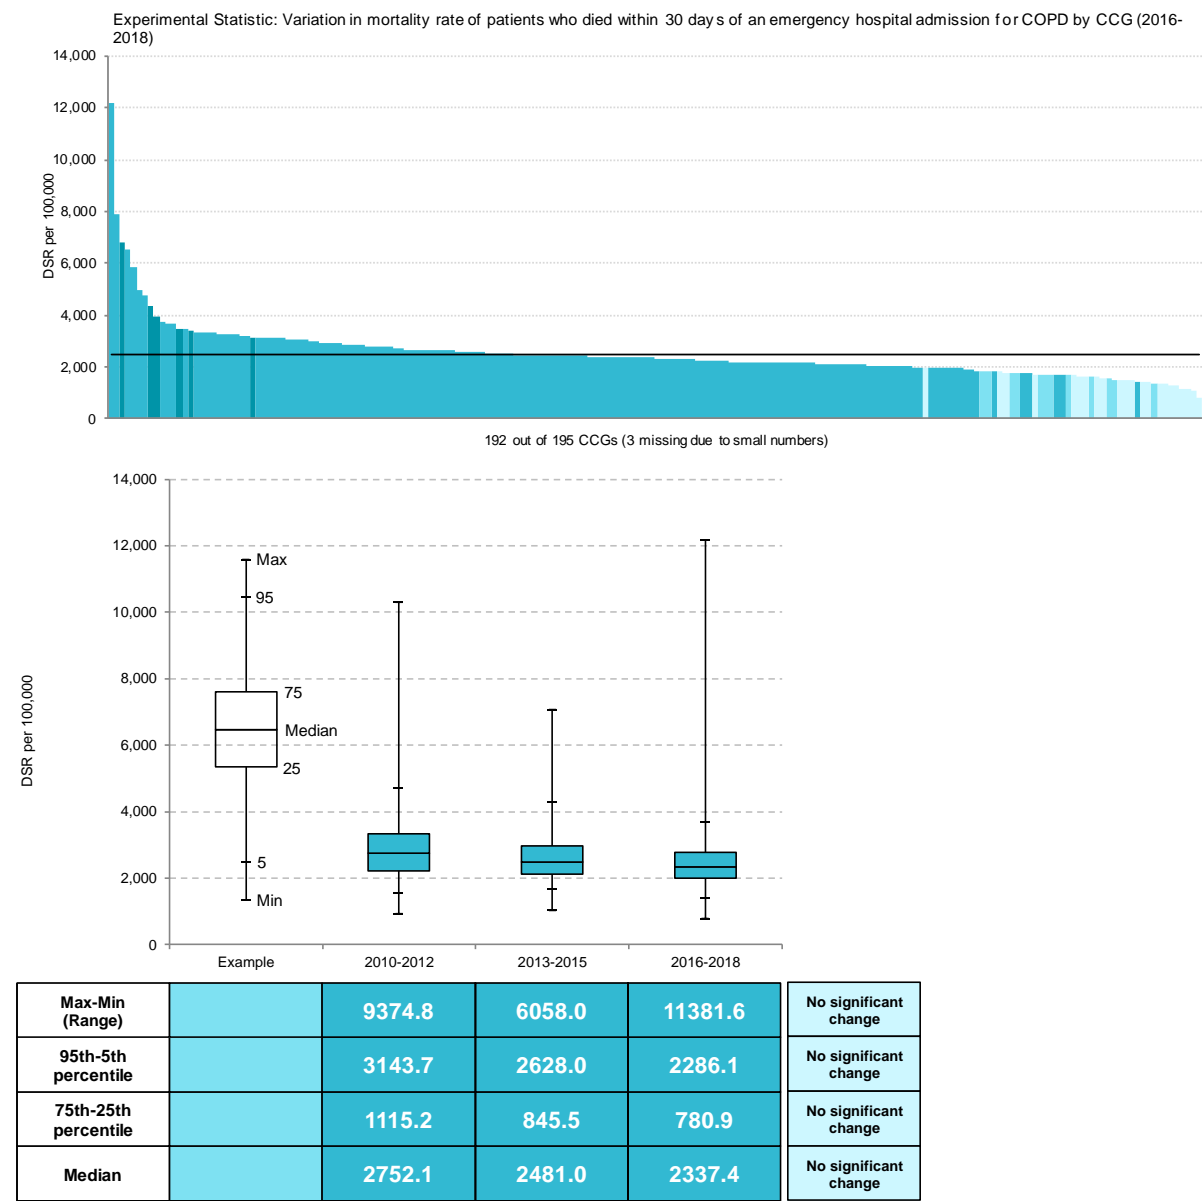 Experimental Statistic: Variation in mortality rate of patients who died within 30 days of an emergency hospital admission for COPD by CCG (2016-
2018)
14,000
12,000
10,000
8,000
6,000
4,000
2,000
0
DSR per 100,000
192 out of 195 CCGs (3 missing due to small numbers)
14,000
12,000
10,000
8,000
6,000
4,000
2,000
0
DSR per 100,000
Max
95
75
Median
25
5
Min
Example 2010-2012 2013-2015 2016-2018
Max-Min
(Range)
9374.8 6058.0 11381.6
No significant
change
95th-5th
percentile
3143.7 2628.0 2286.1
No significant
change
75th-25th
percentile
1115.2 845.5 780.9
No significant
change
Median
2752.1 2481.0 2337.4
No significant
change